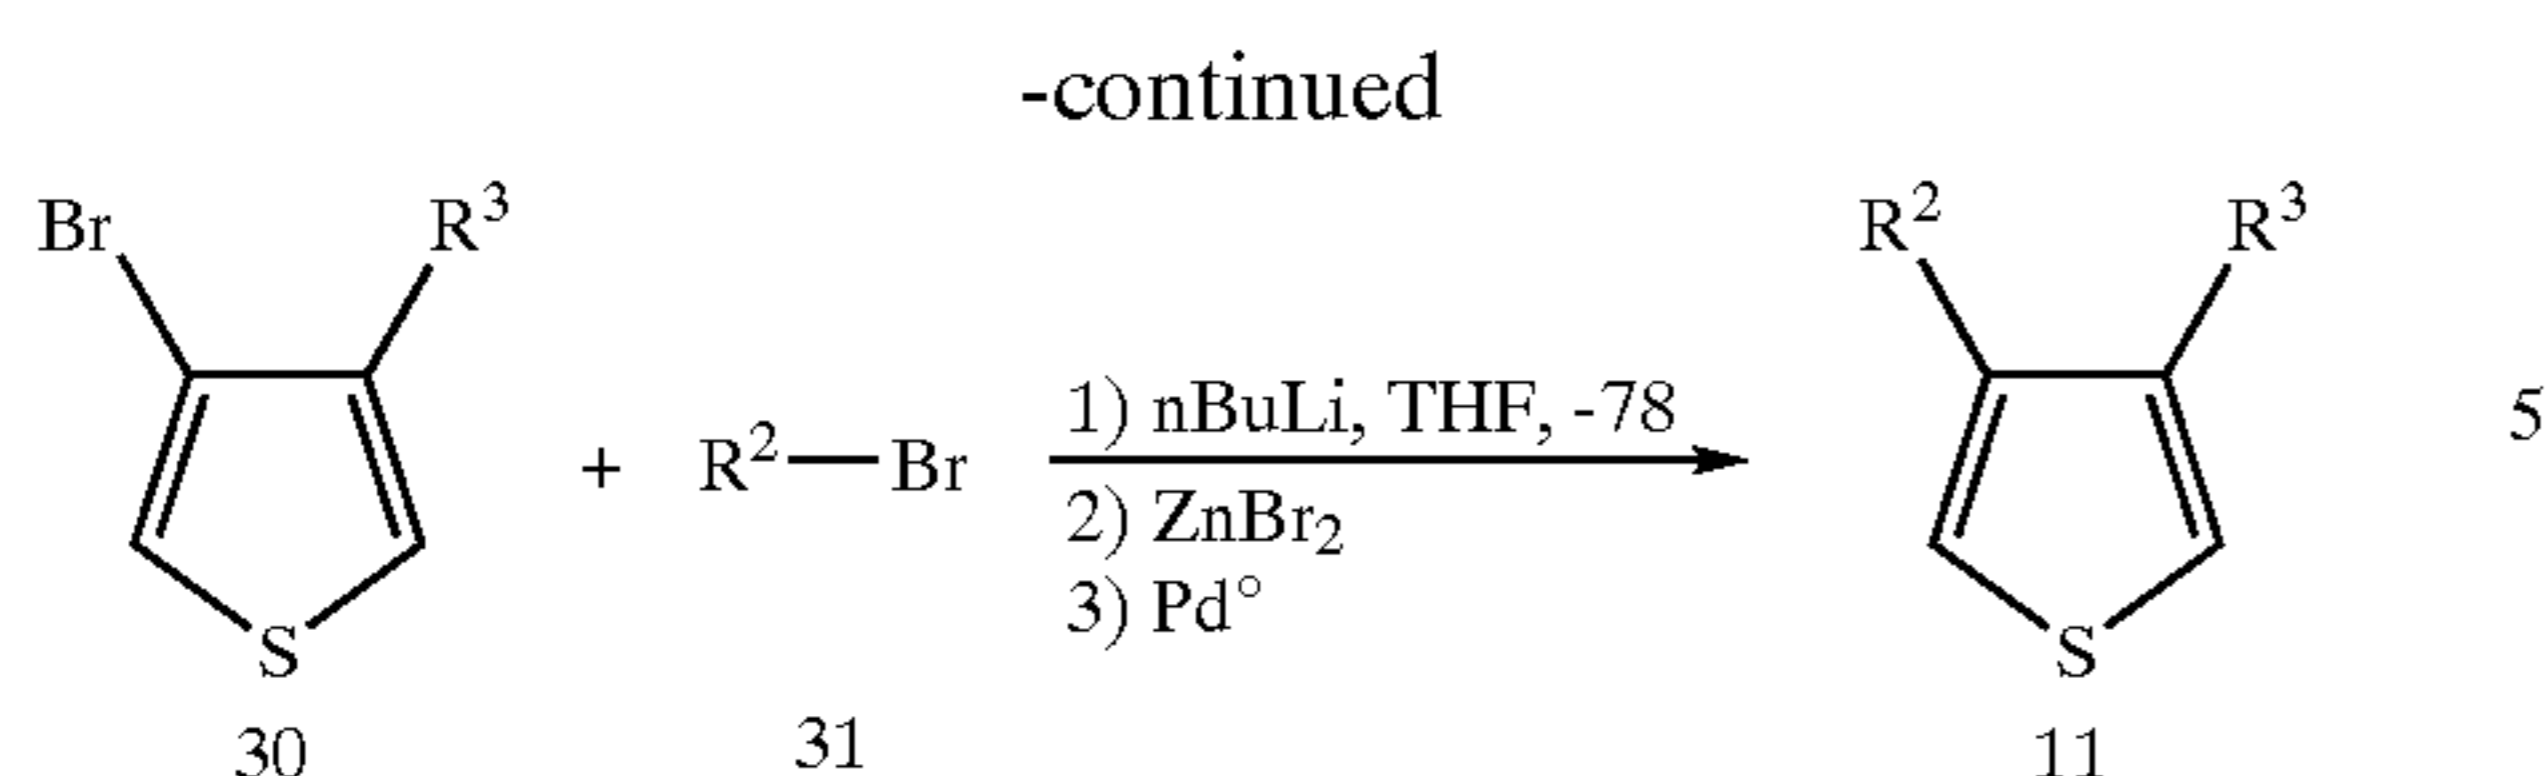 -continued
Br R³ R² R³
1) nBuLi, THF, -78
5
+ R²—Br
2) ZnBr₂
3) Pd°
S S
30 31 11